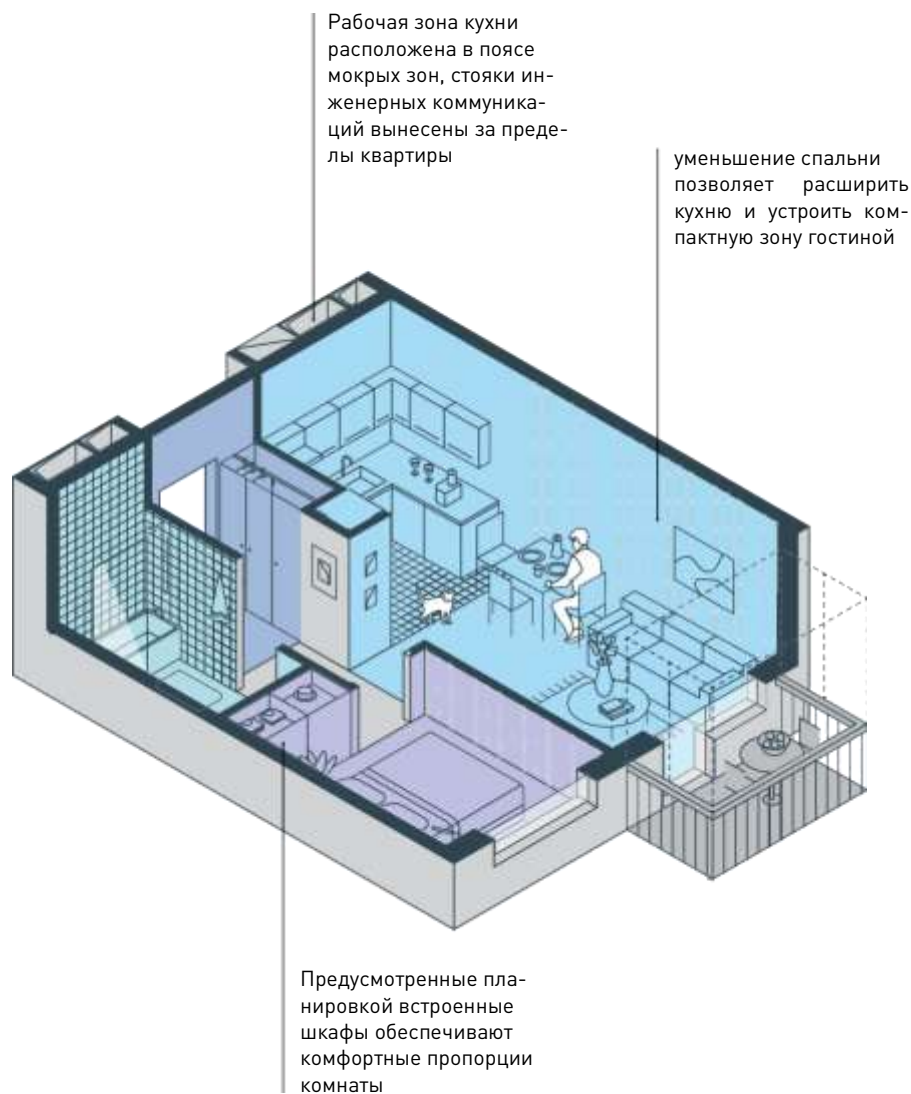 Рабочая зона кухни
расположена в поясе
мокрых зон, стояки ин-
женерных коммуника-
ций вынесены за преде-
лы квартиры
уменьшение спальни
позволяет расширить
кухню и устроить ком-
пактную зону гостиной
Предусмотренные пла-
нировкой встроенные
шкафы обеспечивают
комфортные пропорции
комнаты